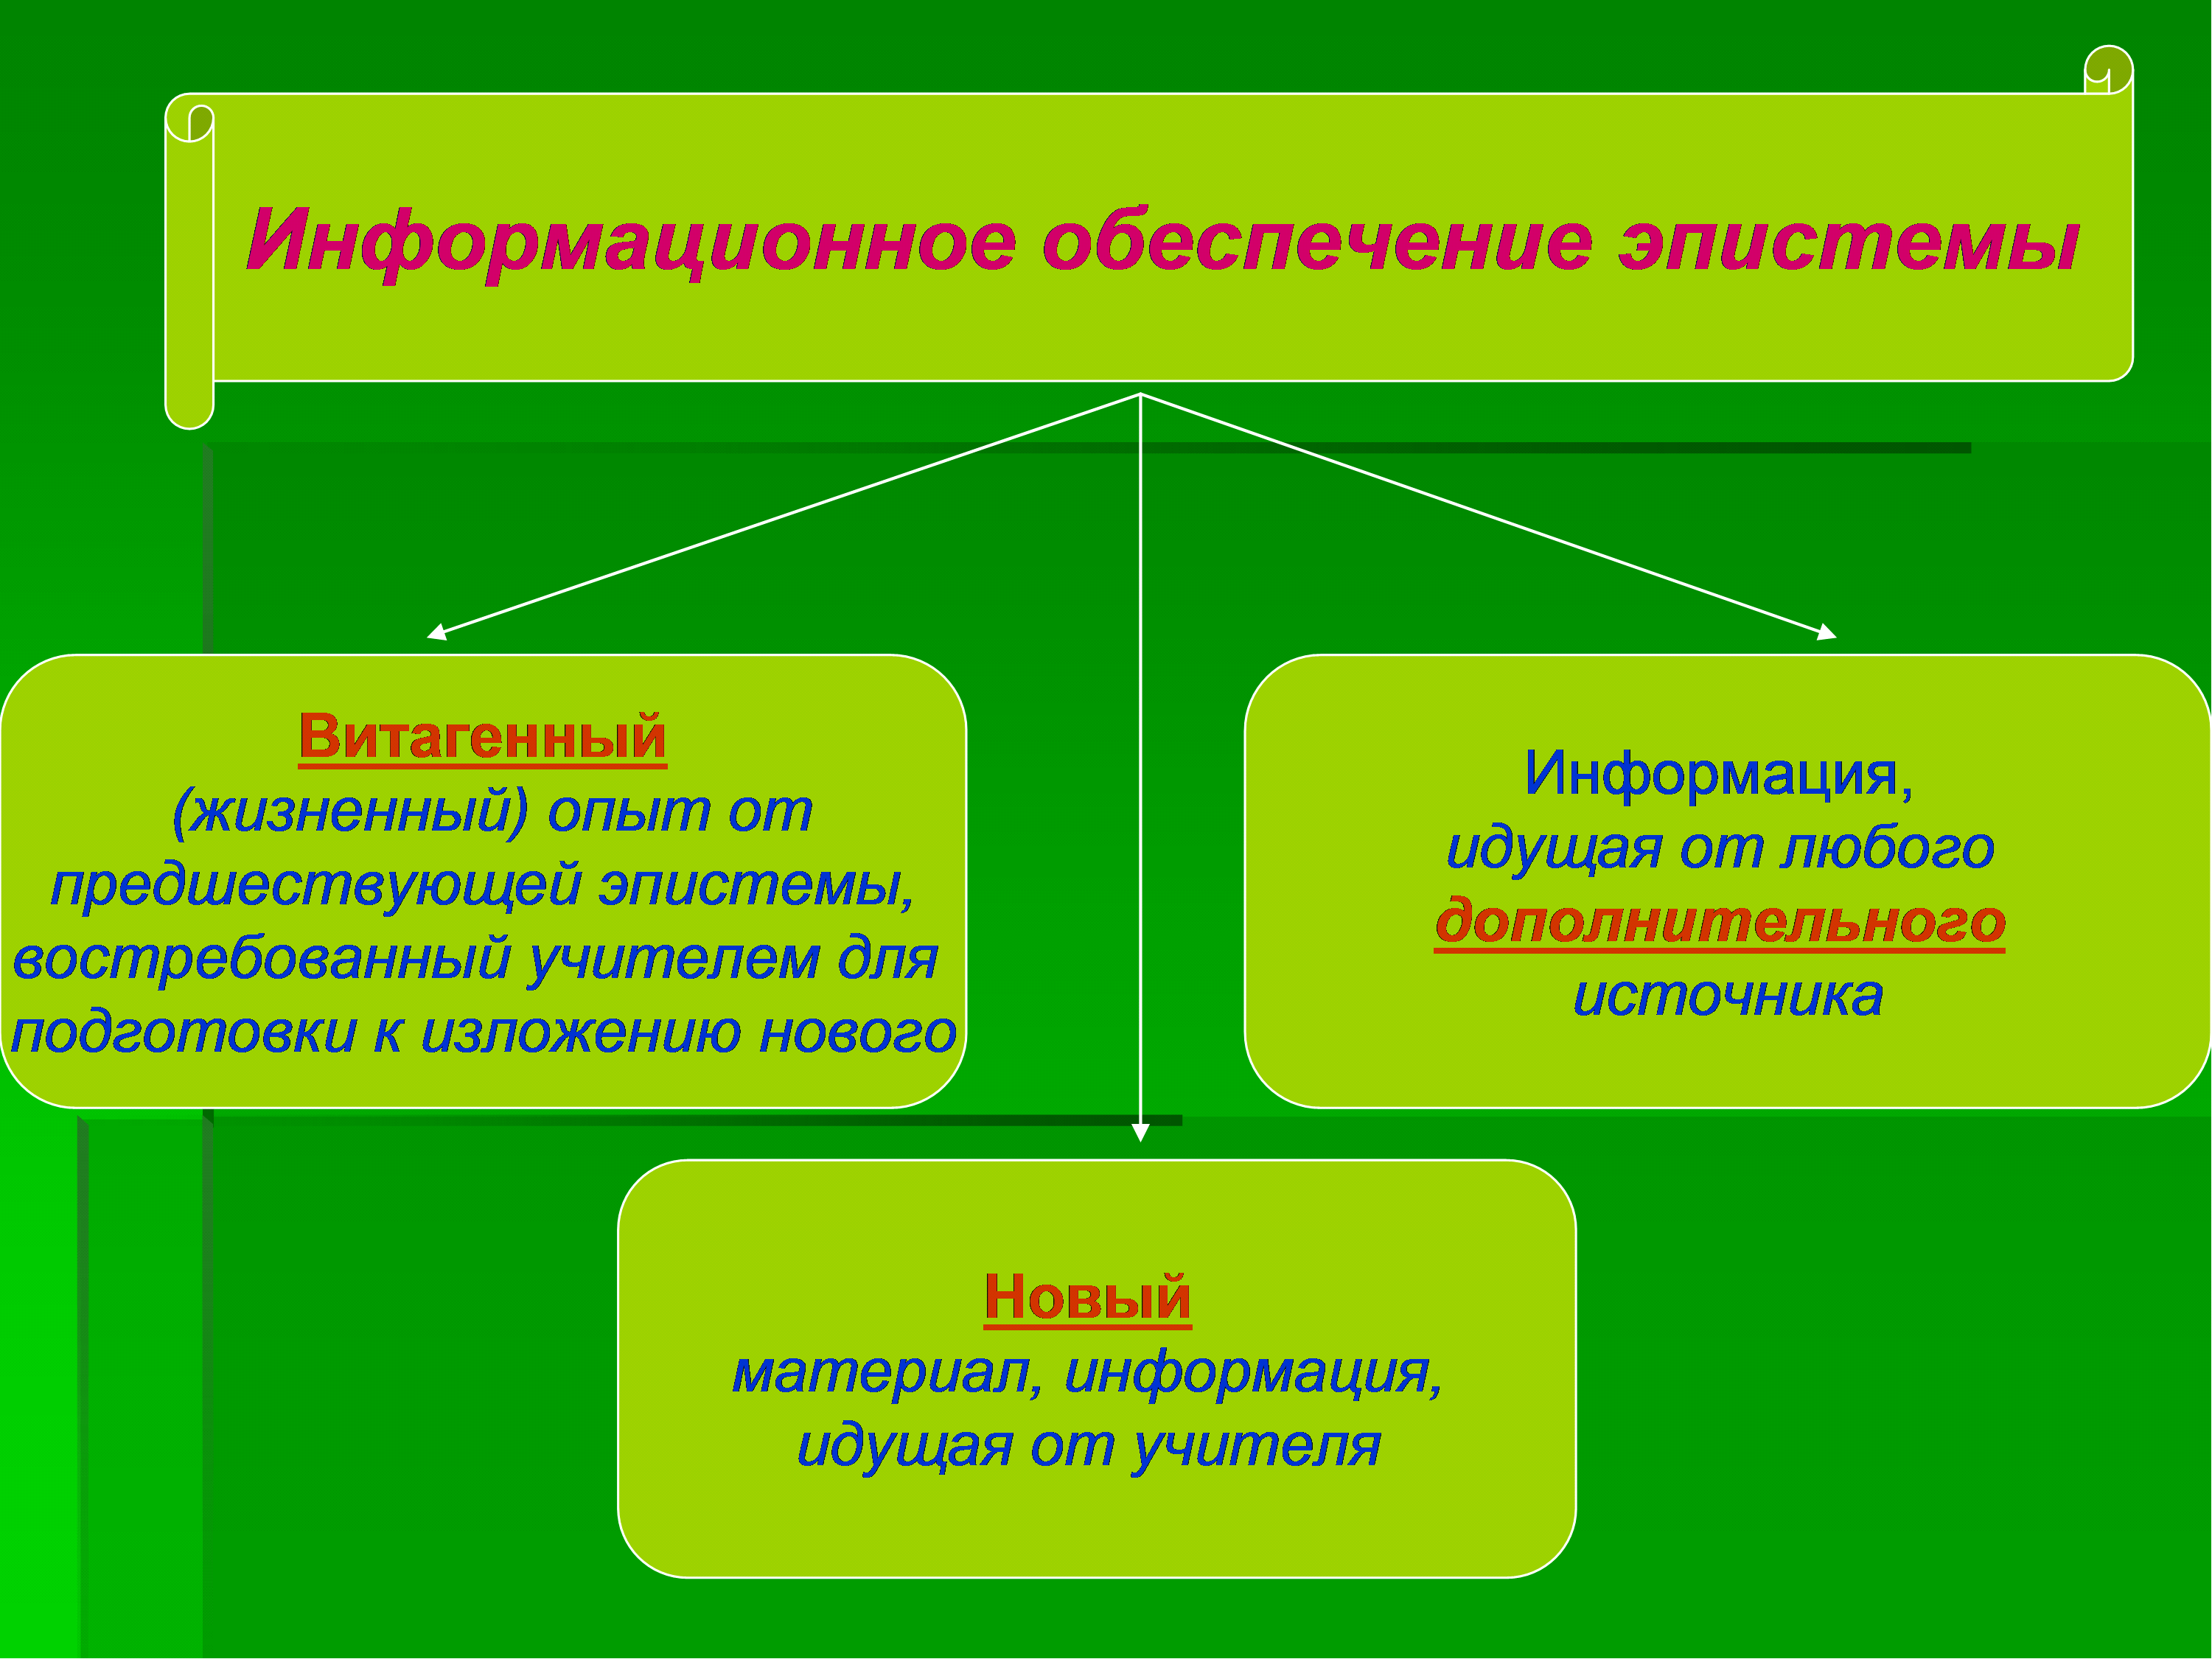 Информационное обеспечение эпистемы
Витагенный
(жизненный) опыт от
предшествующей эпистемы,
востребованный учителем для
подготовки к изложению нового
Информация,
идущая от любого
дополнительного
источника
Новый
материал, информация,
идущая от учителя